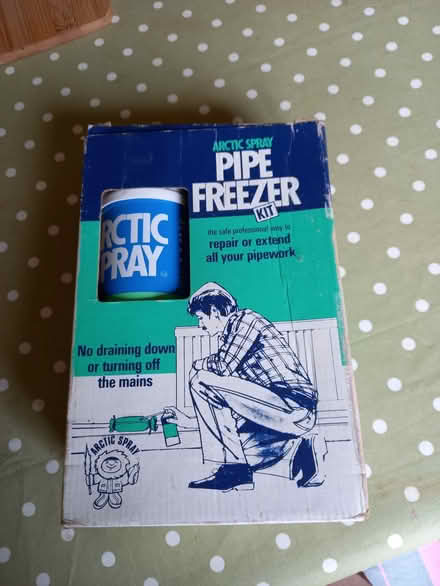 ARCTIC SPRAY
PIPE
FREEZER
KIT
the safe professional way to
repair or extend
all your pipework
RCTIC
PRAY
No draining down
or turning off
the mains
ARCTIC SPRAY